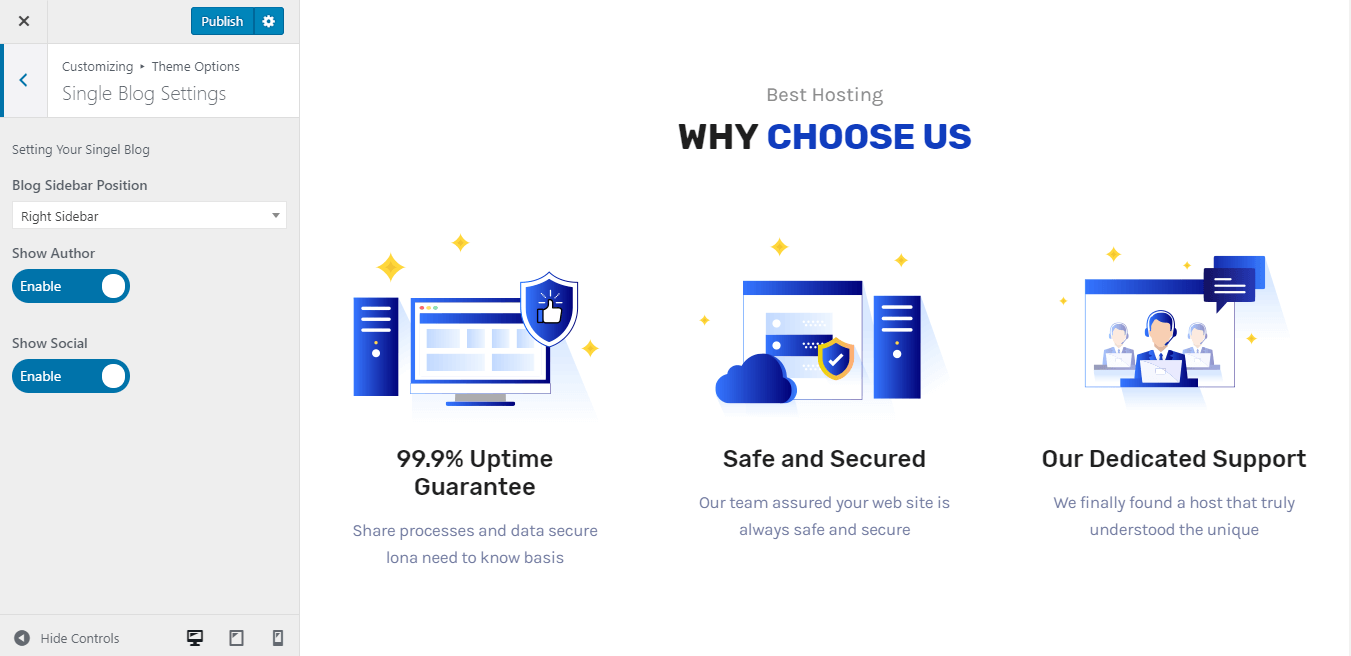 Publish
Customizing ▸ Theme Options
Single Blog Settings
Setting Your Singel Blog
Blog Sidebar Position
Right Sidebar
Show Author
Enable
Show Social
Enable
Hide Controls
Best Hosting
WHY CHOOSE US
99.9% Uptime
Guarantee
Share processes and data secure
lona need to know basis
Safe and Secured
Our team assured your web site is
always safe and secure
Our Dedicated Support
We finally found a host that truly
understood the unique